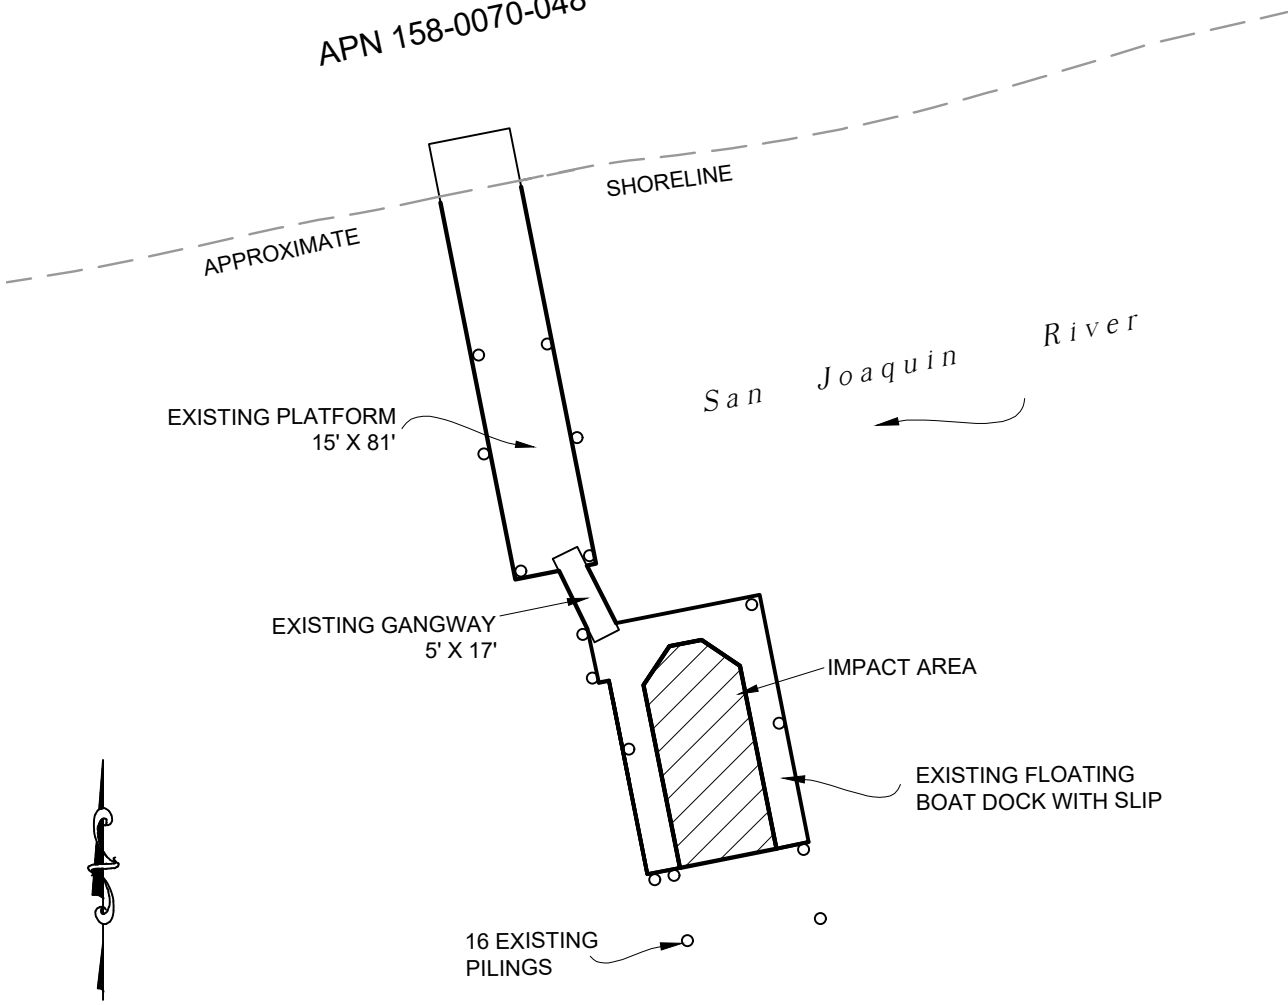 APN 158-0070-048
SHORELINE
APPROXIMATE
San Joaquin River
EXISTING PLATFORM
15' X 81'
EXISTING GANGWAY
5' X 17'
IMPACT AREA
EXISTING FLOATING
BOAT DOCK WITH SLIP
16 EXISTING
PILINGS